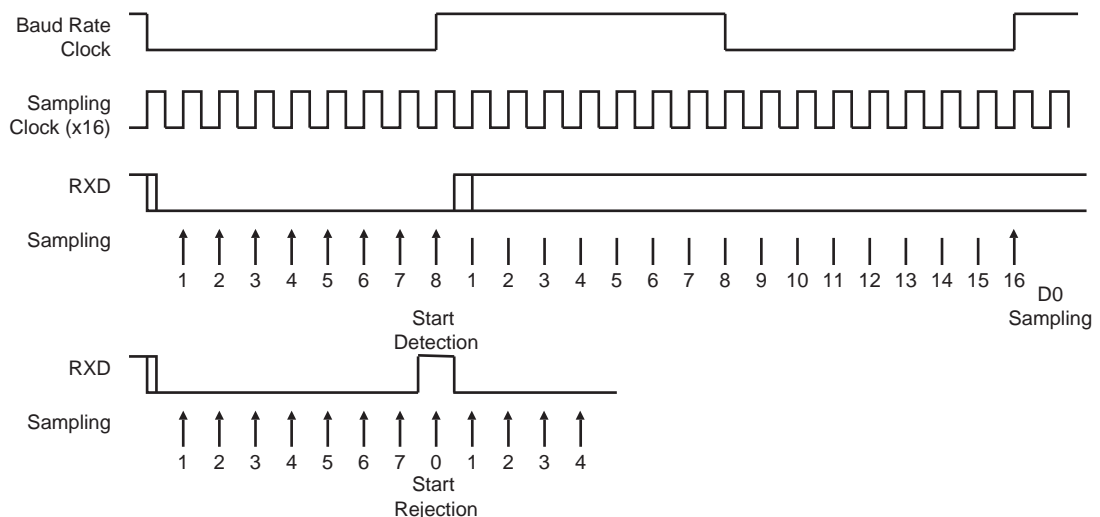 Baud Rate
Clock
Sampling
Clock (x16)
RXD
Sampling
1 2 3 4 5 6 7 8 1 2 3 4 5 6 7 8 9 10 11 12 13 14 15 16
D0
Sampling
Start
Detection
RXD
Sampling
1 2 3 4 5 6 7 0 1 2 3 4
Start
Rejection